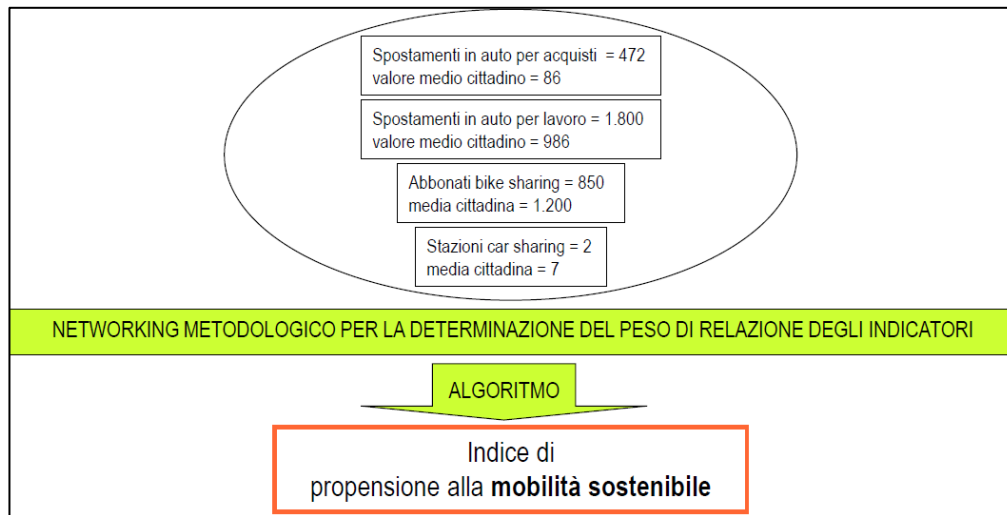 Spostamenti in auto per acquisti = 472
valore medio cittadino = 86
Spostamenti in auto per lavoro = 1.800
valore medio cittadino = 986
Abbonati bike sharing = 850
media cittadina = 1.200
Stazioni car sharing = 2
media cittadina = 7
NETWORKING METODOLOGICO PER LA DETERMINAZIONE DEL PESO DI RELAZIONE DEGLI INDICATORI
ALGORITMO
Indice di
propensione alla mobilità sostenibile